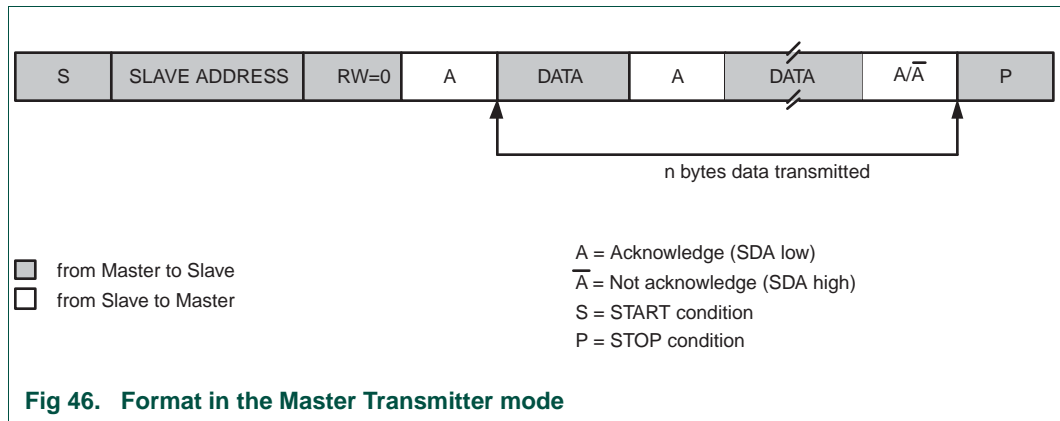 S SLAVE ADDRESS RW=0 A DATA A DATA A/A̅ P
n bytes data transmitted
from Master to Slave
from Slave to Master
A = Acknowledge (SDA low)
A̅ = Not acknowledge (SDA high)
S = START condition
P = STOP condition
Fig 46. Format in the Master Transmitter mode